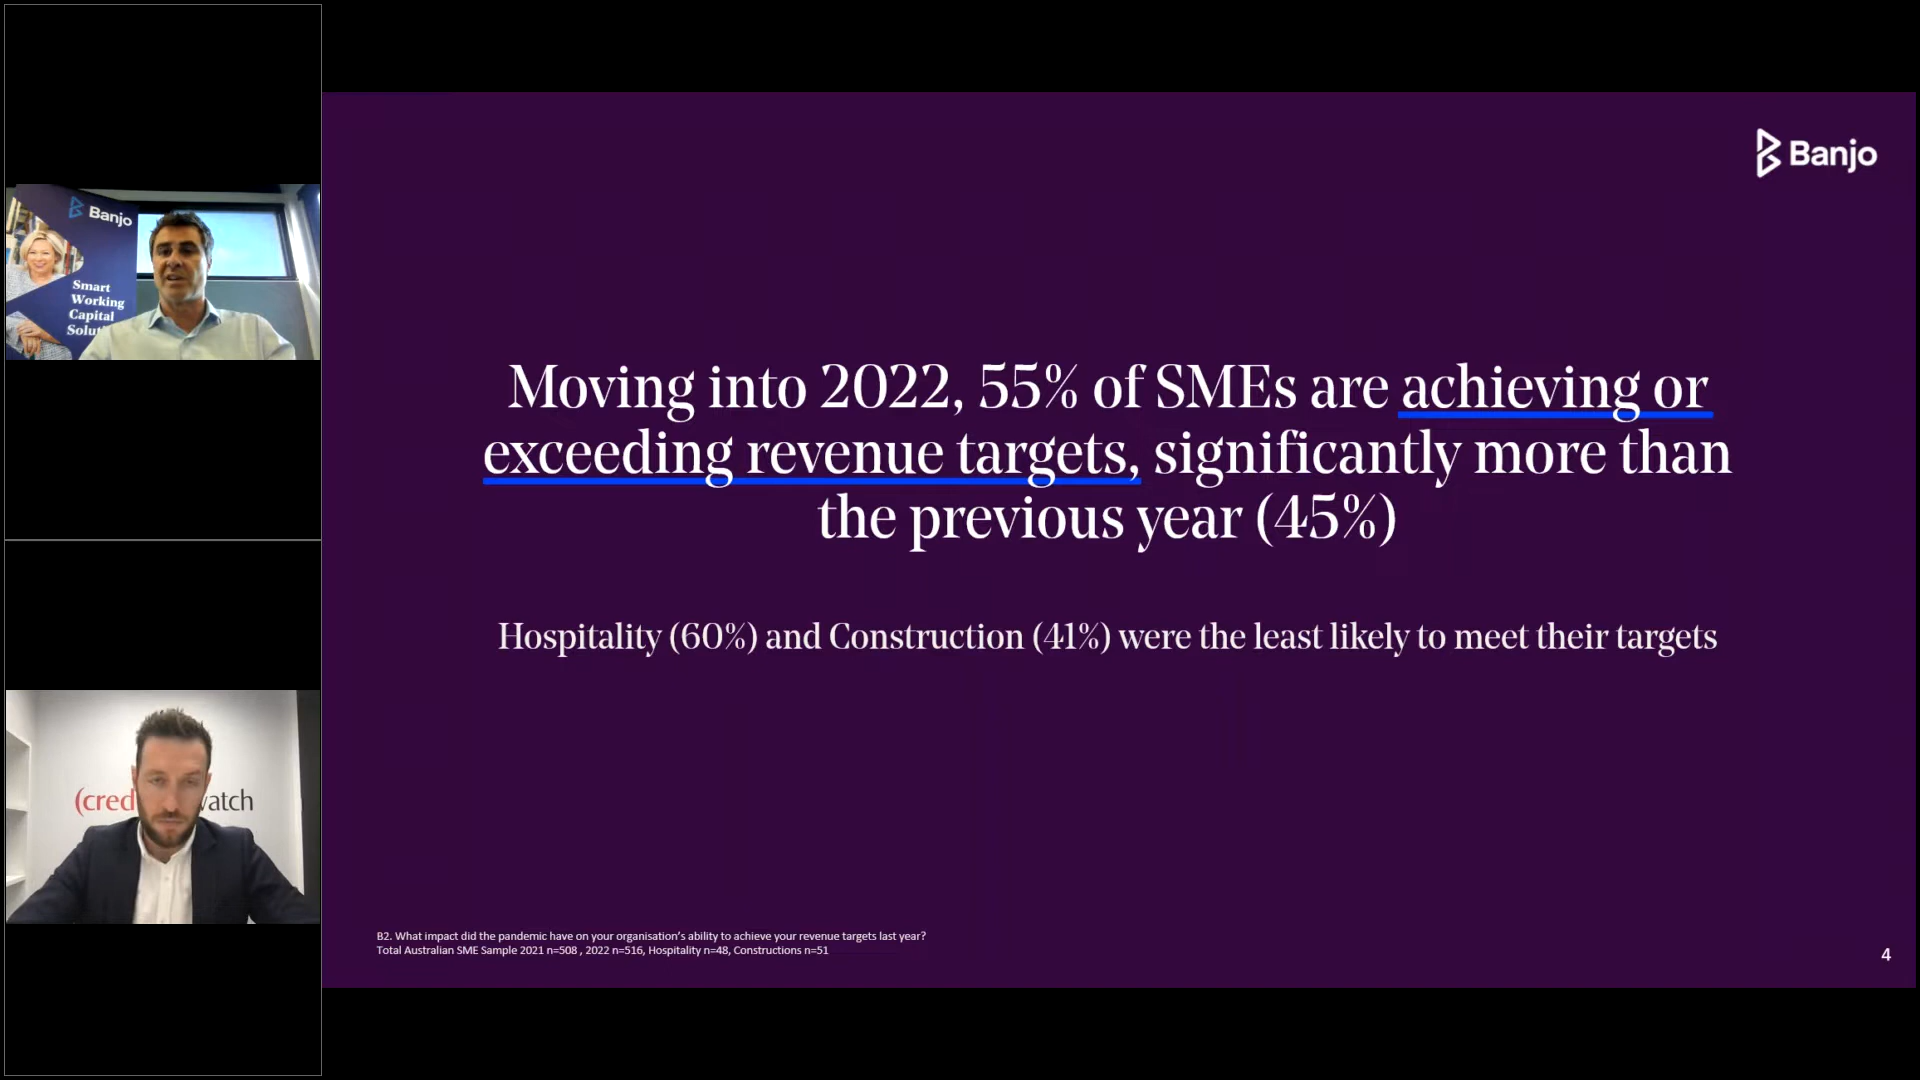 Banjo
Smart
Working
Capital
Banjo
Moving into 2022, 55% of SMEs are achieving or
exceeding revenue targets, significantly more than
the previous year (45%)
Hospitality (60%) and Construction (41%) were the least likely to meet their targets
B2. What impact did the pandemic have on your organisation's ability to achieve your revenue targets last year?
Total Australian SME Sample 2021 n=508 , 2022 n=516, Hospitality n=48, Constructions n=51
4